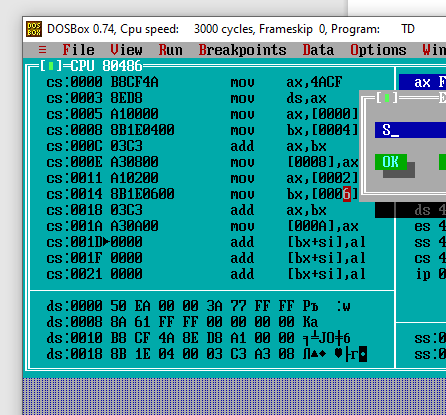 DOSBox 0.74, Cpu speed: 3000 cycles, Frameskip 0, Program: TD
≡ File View Run Breakpoints Data Options Win
[■]=CPU 80486
cs:0000 B8CF4A mov ax,4ACF
ax F
cs:0003 8ED8 mov ds,ax
cs:0005 A10000 mov ax,[0000]
[■] E
cs:0008 8B1E0400 mov bx,[0004]
cs:000C 03C3 add ax,bx
S_
cs:000E A30800 mov [0008],ax
cs:0011 A10200 mov ax,[0002]
OK
cs:0014 8B1E0600 mov bx,[0006]
cs:0018 03C3 add ax,bx
ds 4
cs:001A A30A00 mov [000A],ax
es 4
cs:001D►0000 add [bx+si],al
ss 4
cs:001F 0000 add [bx+si],al
cs 4
cs:0021 0000 add [bx+si],al
ip 0
ds:0000 50 EA 00 00 3A 77 FF FF Pъ :w
ds:0008 8A 61 FF FF 00 00 00 00 Кa
ds:0010 B8 CF 4A 8E D8 A1 00 00 ╕╧JО╪б
ss:0
ds:0018 8B 1E 04 00 03 C3 A3 08 Л▲♦ ♥├г◘
ss:0